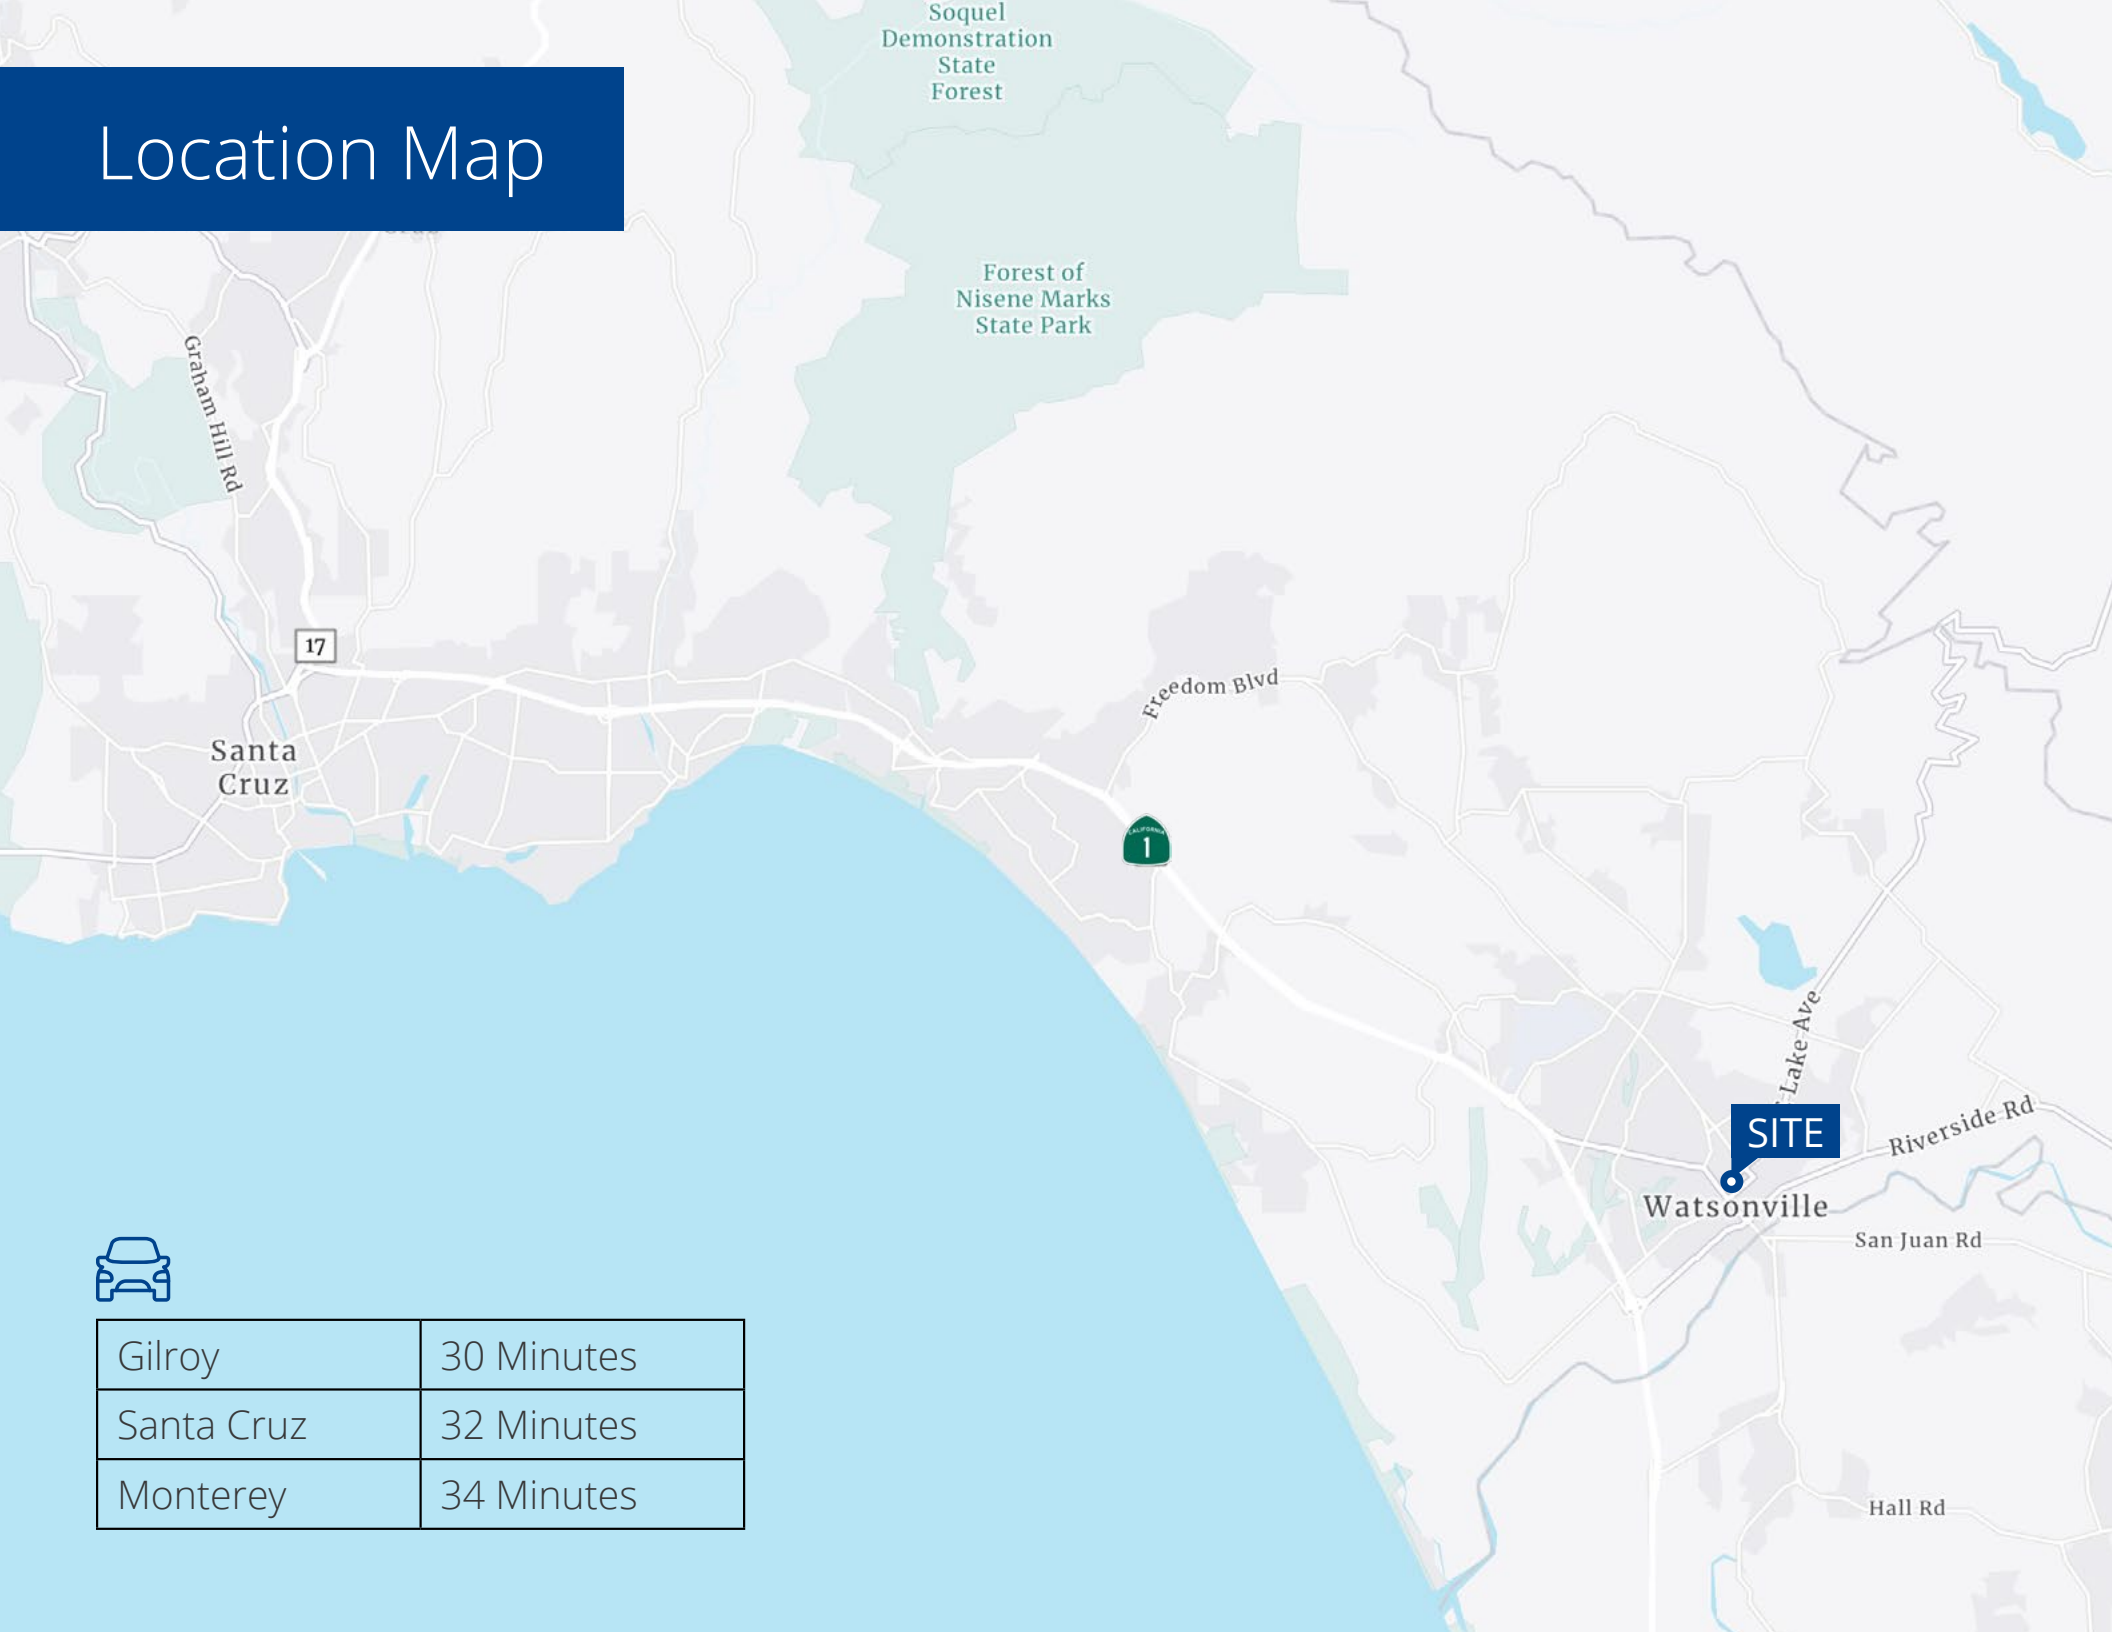 Soquel
Demonstration
State
Forest
Location Map
Forest of
Nisene Marks
State Park
Graham Hill Rd
17
Freedom Blvd
Santa
Cruz
CALIFORNIA
1
Lake Ave
SITE
Riverside Rd
Watsonville
San Juan Rd
Gilroy 30 Minutes
Santa Cruz 32 Minutes
Monterey 34 Minutes
Hall Rd